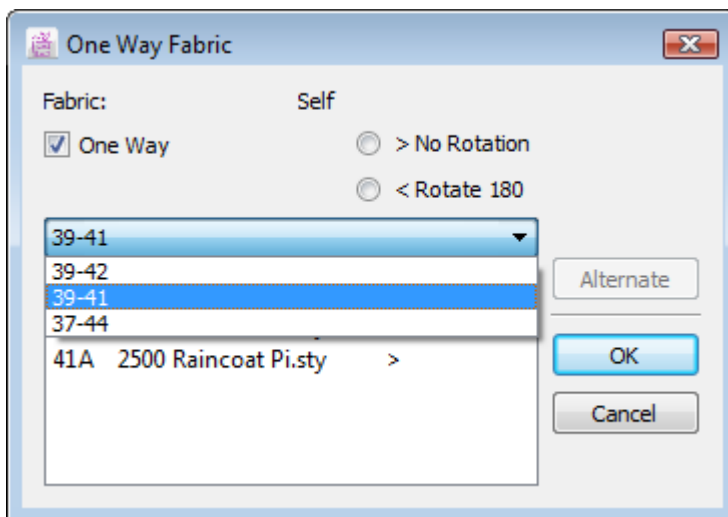 One Way Fabric
Fabric: Self
One Way > No Rotation
< Rotate 180
39-41
39-42
39-41
37-44
Alternate
41A 2500 Raincoat Pi.sty >
OK
Cancel